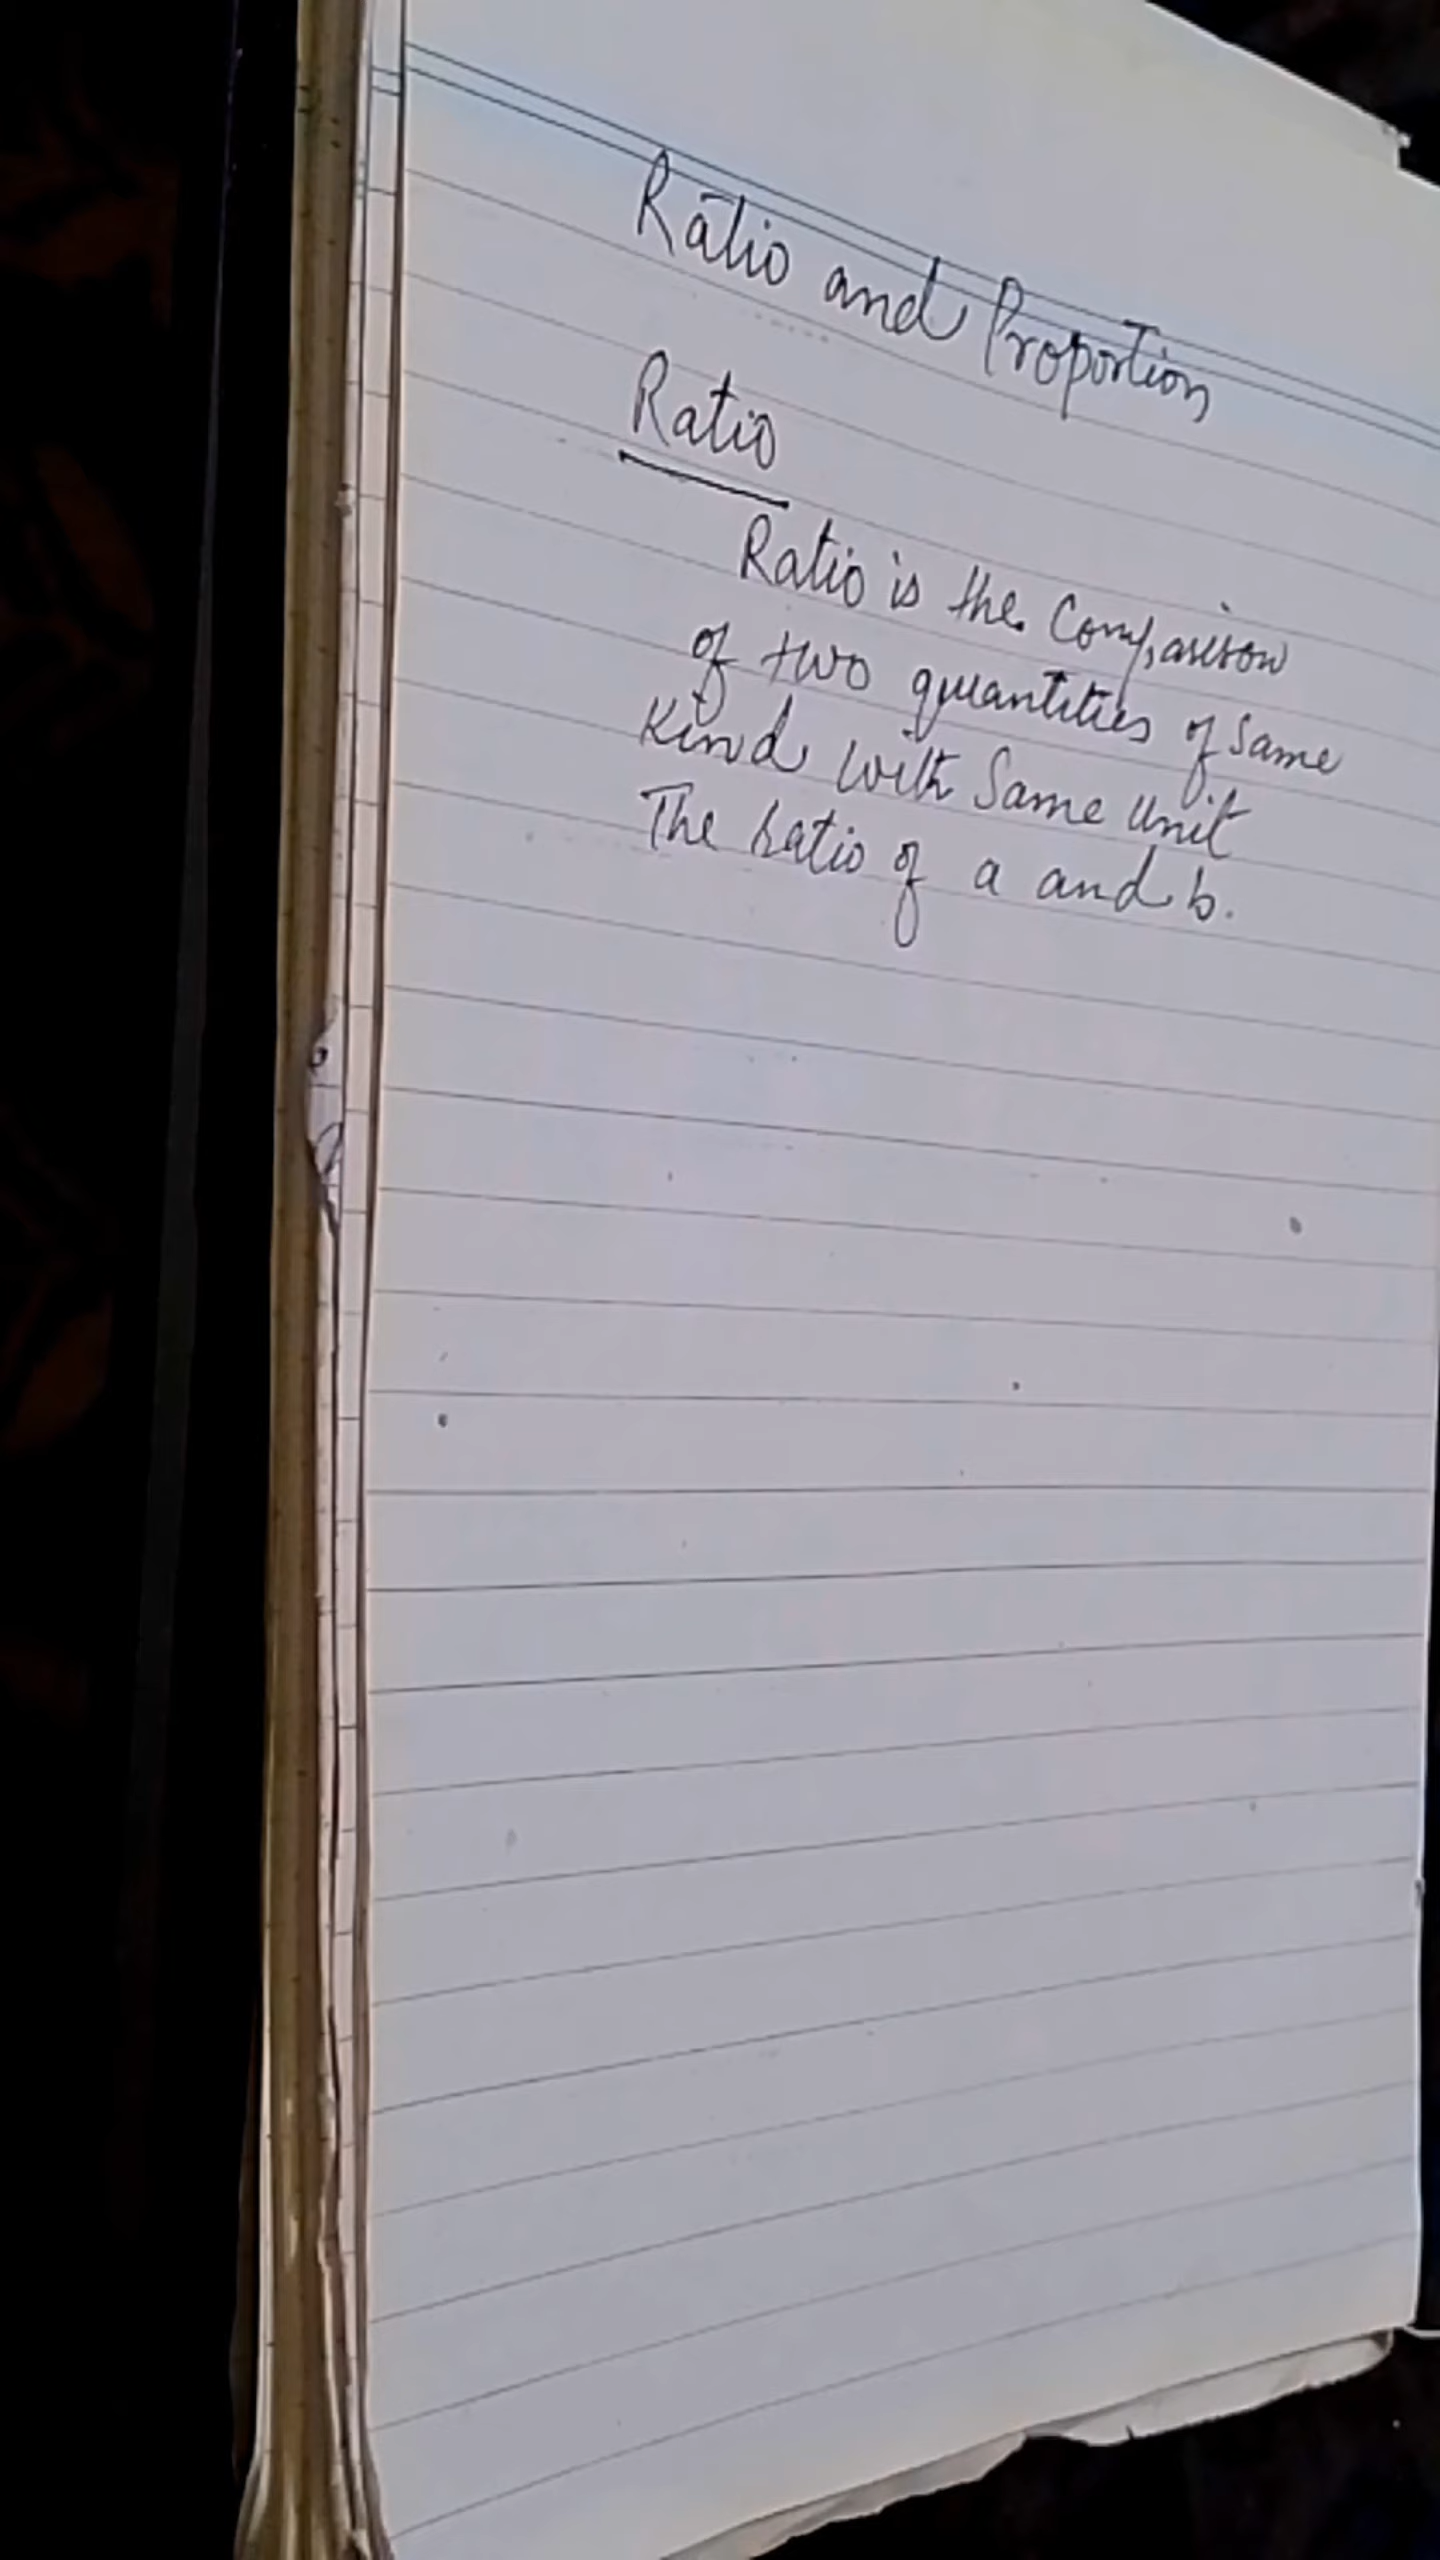 Ratio and Proportion
Ratio
Ratio is the Comparison
of two quantities of same
Kind with Same unit
The ratio of a and b.